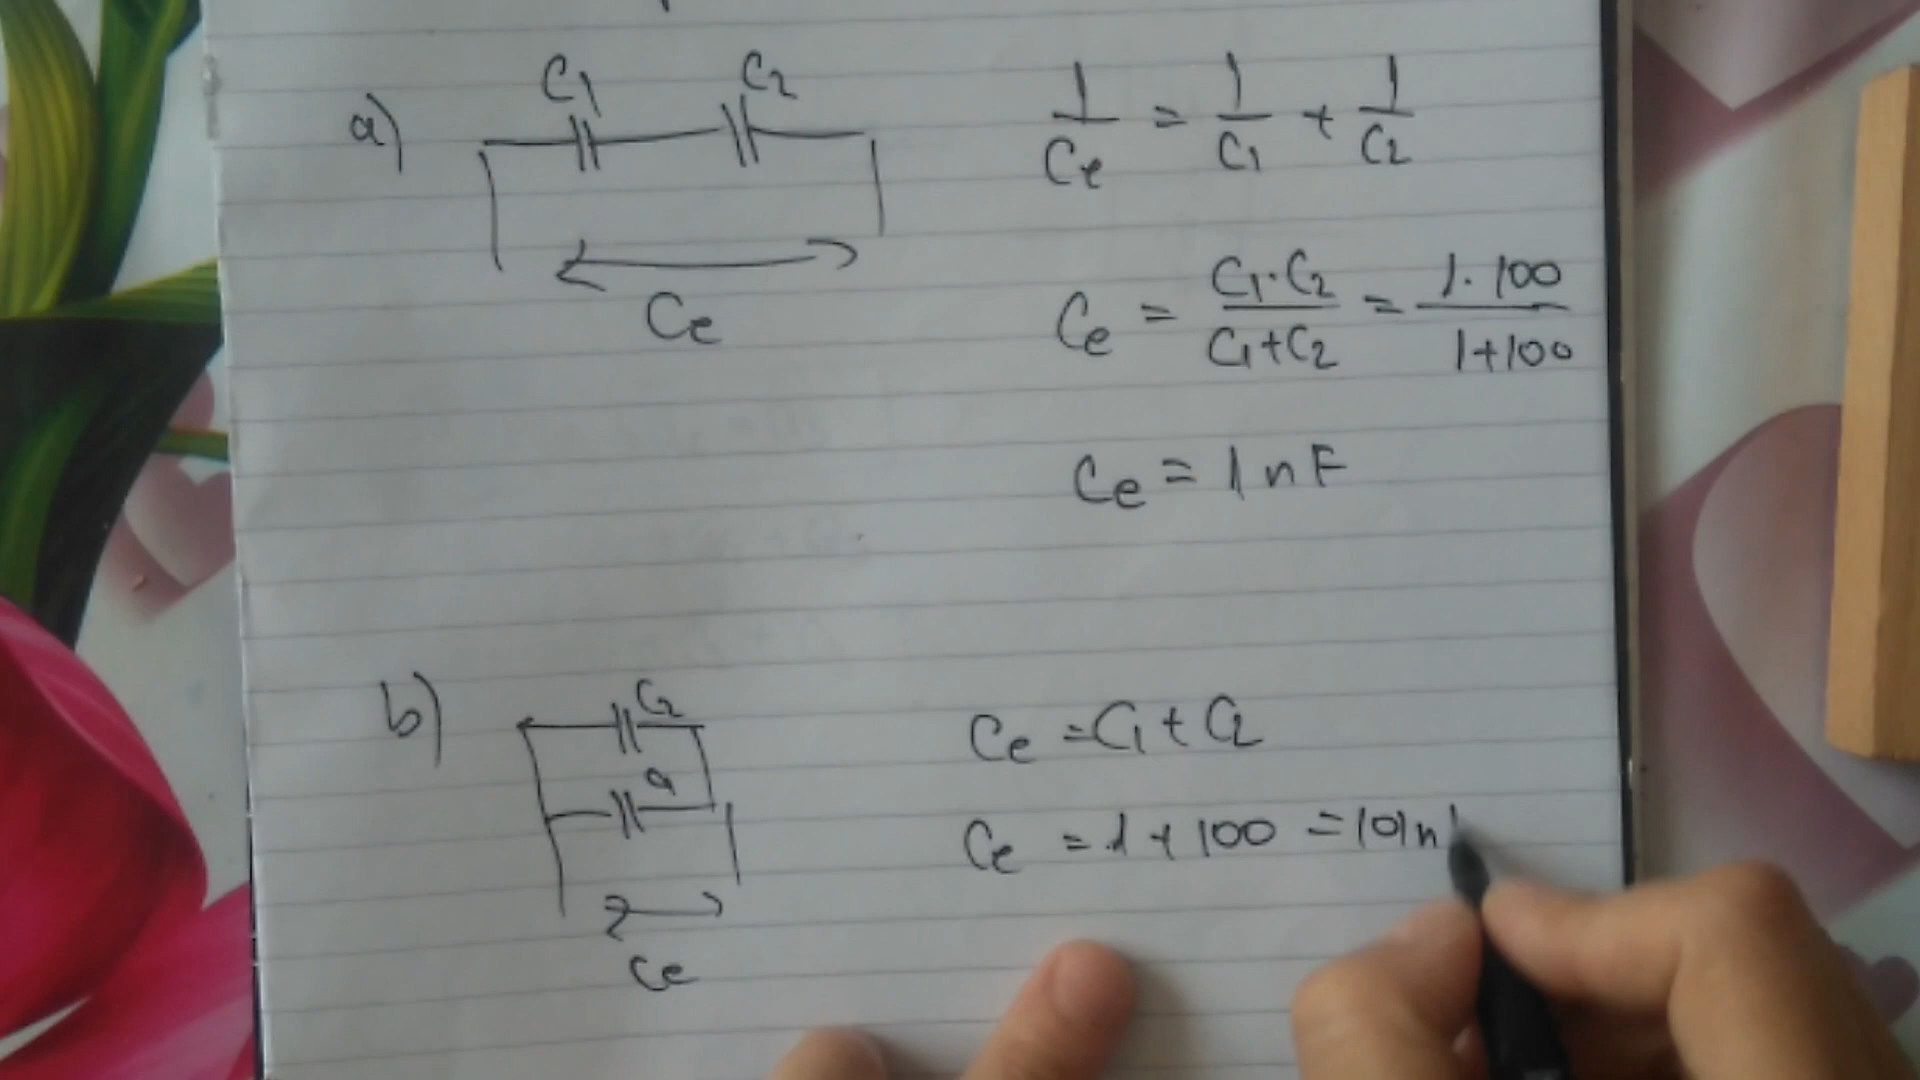 a) C1 C2 1/Ce = 1/C1 + 1/C2
Ce
Ce = C1·C2/C1+C2 = 1·100/1+100
Ce = 1nF
b) C2 Ce = C1 + C2
C1
Ce = 1 + 100 = 101n
Ce